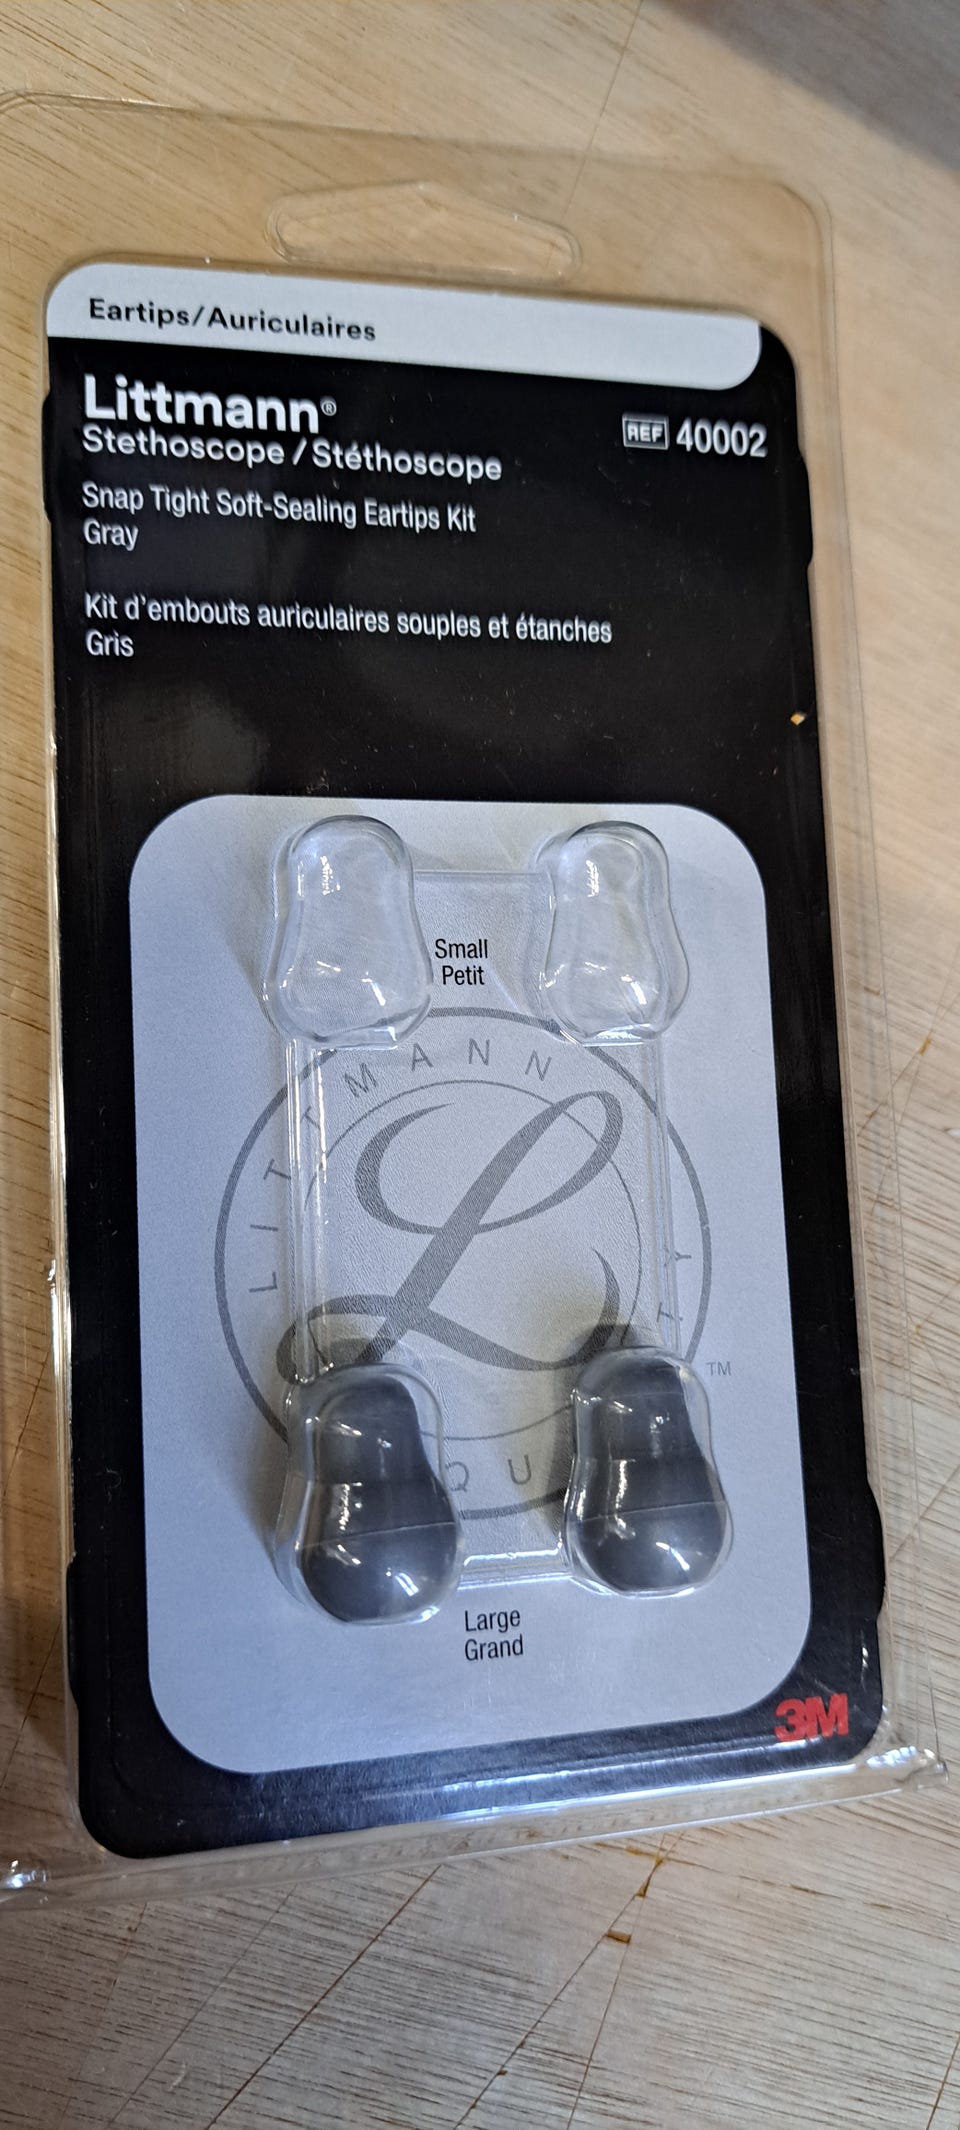 Eartips/Auriculaires
Littmann®
Stethoscope / Stéthoscope
REF 40002
Snap Tight Soft-Sealing Eartips Kit
Gray
Kit d'embouts auriculaires souples et étanches
Gris
Small
Petit
LITTMANN
L
TM
Large
Grand
3M